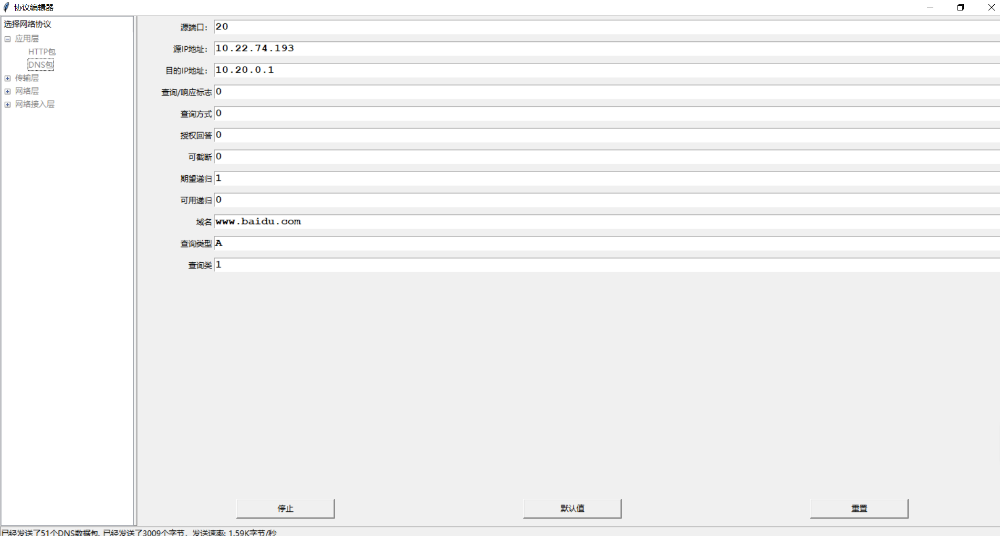 协议编辑器
选择网络协议
应用层
HTTP包
DNS包
传输层
网络层
网络接入层
源端口： 20
源IP地址： 10.22.74.193
目的IP地址： 10.20.0.1
查询/响应标志 0
查询方式 0
授权回答 0
可截断 0
期望递归 1
可用递归 0
域名 www.baidu.com
查询类型 A
查询类 1
停止 默认值 重置
已经发送了51个DNS数据包, 已经发送了3009个字节，发送速率: 1.59K字节/秒